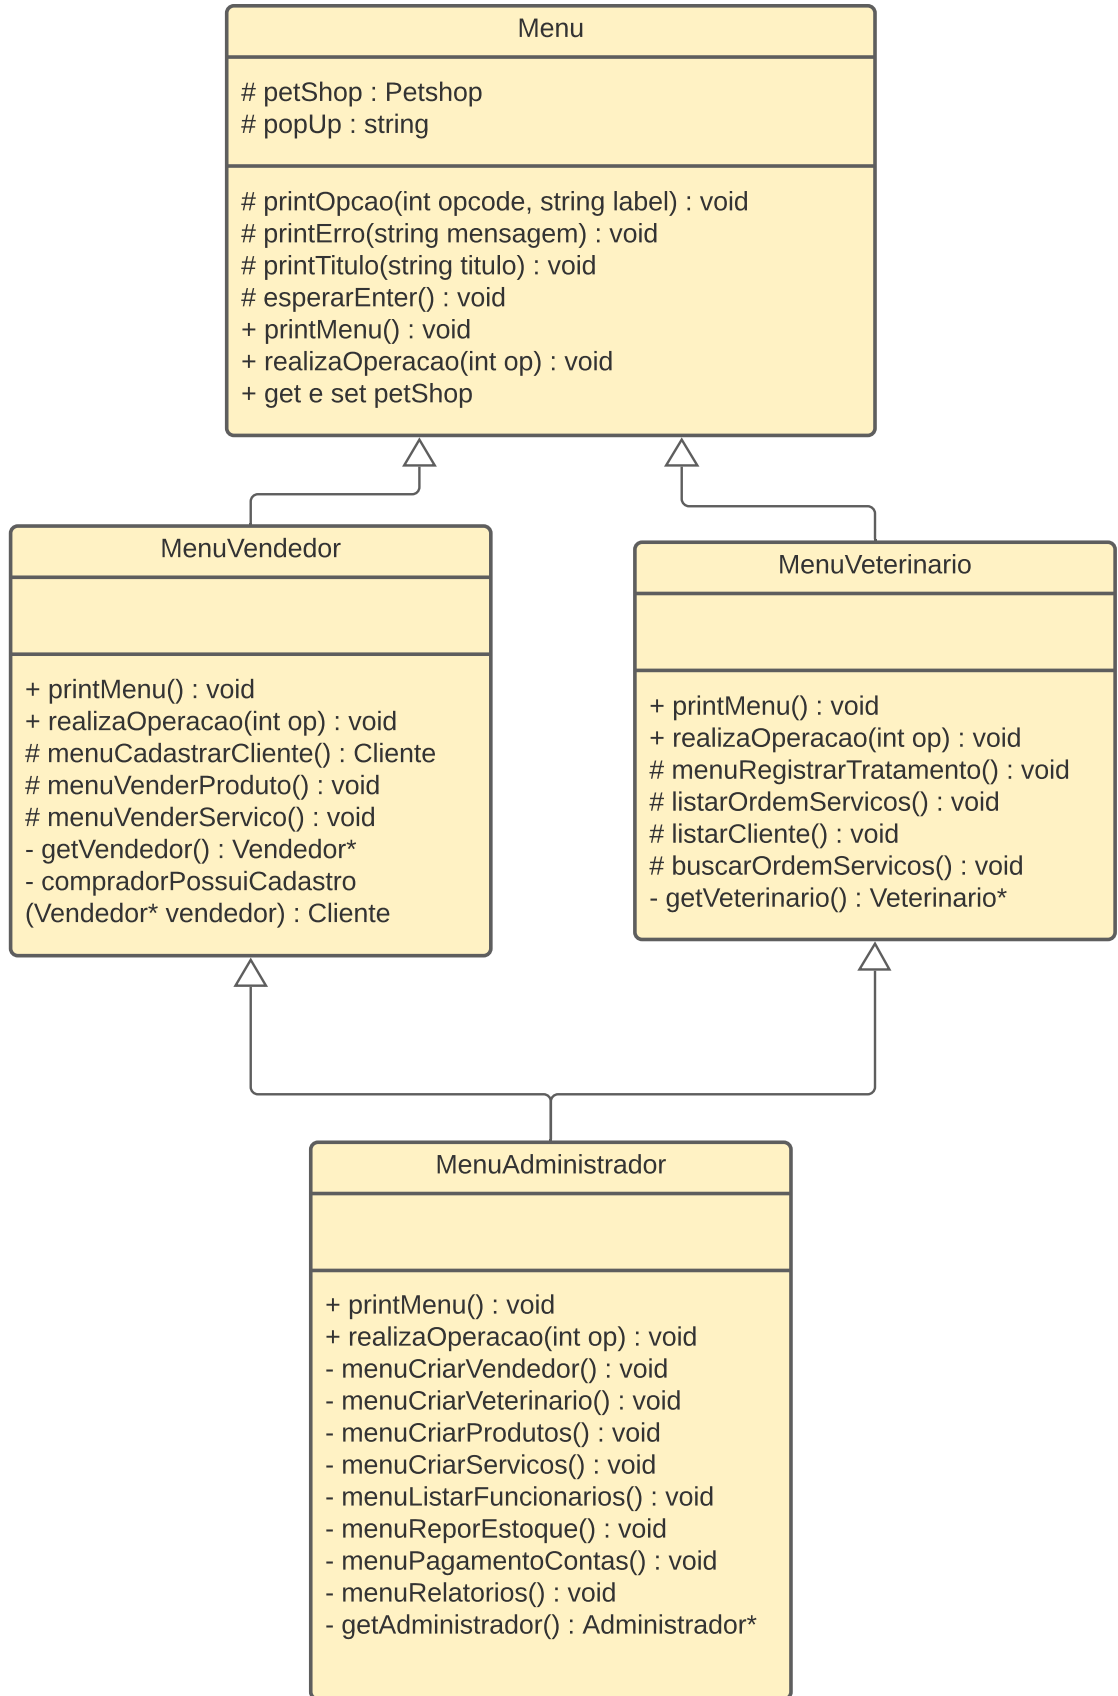 Menu
# petShop : Petshop
# popUp : string
# printOpcao(int opcode, string label) : void
# printErro(string mensagem) : void
# printTitulo(string titulo) : void
# esperarEnter() : void
+ printMenu() : void
+ realizaOperacao(int op) : void
+ get e set petShop
MenuVendedor
+ printMenu() : void
+ realizaOperacao(int op) : void
# menuCadastrarCliente() : Cliente
# menuVenderProduto() : void
# menuVenderServico() : void
- getVendedor() : Vendedor*
- compradorPossuiCadastro
(Vendedor* vendedor) : Cliente
MenuVeterinario
+ printMenu() : void
+ realizaOperacao(int op) : void
# menuRegistrarTratamento() : void
# listarOrdemServicos() : void
# listarCliente() : void
# buscarOrdemServicos() : void
- getVeterinario() : Veterinario*
MenuAdministrador
+ printMenu() : void
+ realizaOperacao(int op) : void
- menuCriarVendedor() : void
- menuCriarVeterinario() : void
- menuCriarProdutos() : void
- menuCriarServicos() : void
- menuListarFuncionarios() : void
- menuReporEstoque() : void
- menuPagamentoContas() : void
- menuRelatorios() : void
- getAdministrador() : Administrador*